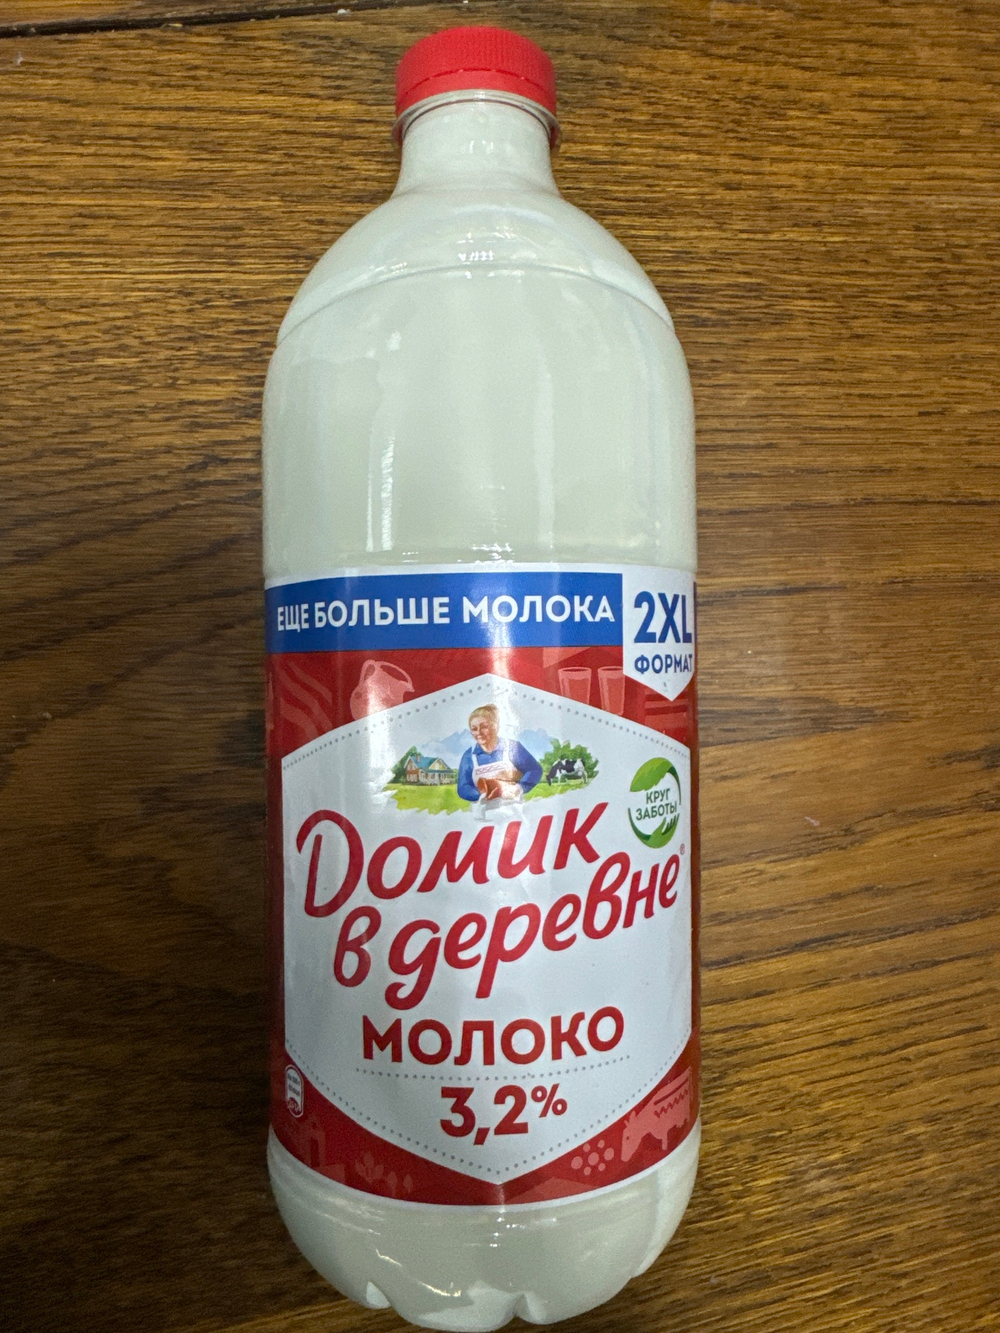 ЕЩЕ БОЛЬШЕ МОЛОКА
2XL
ФОРМАТ
КРУГ
ЗАБОТЫ
Домик
в деревне®
МОЛОКО
3,2%